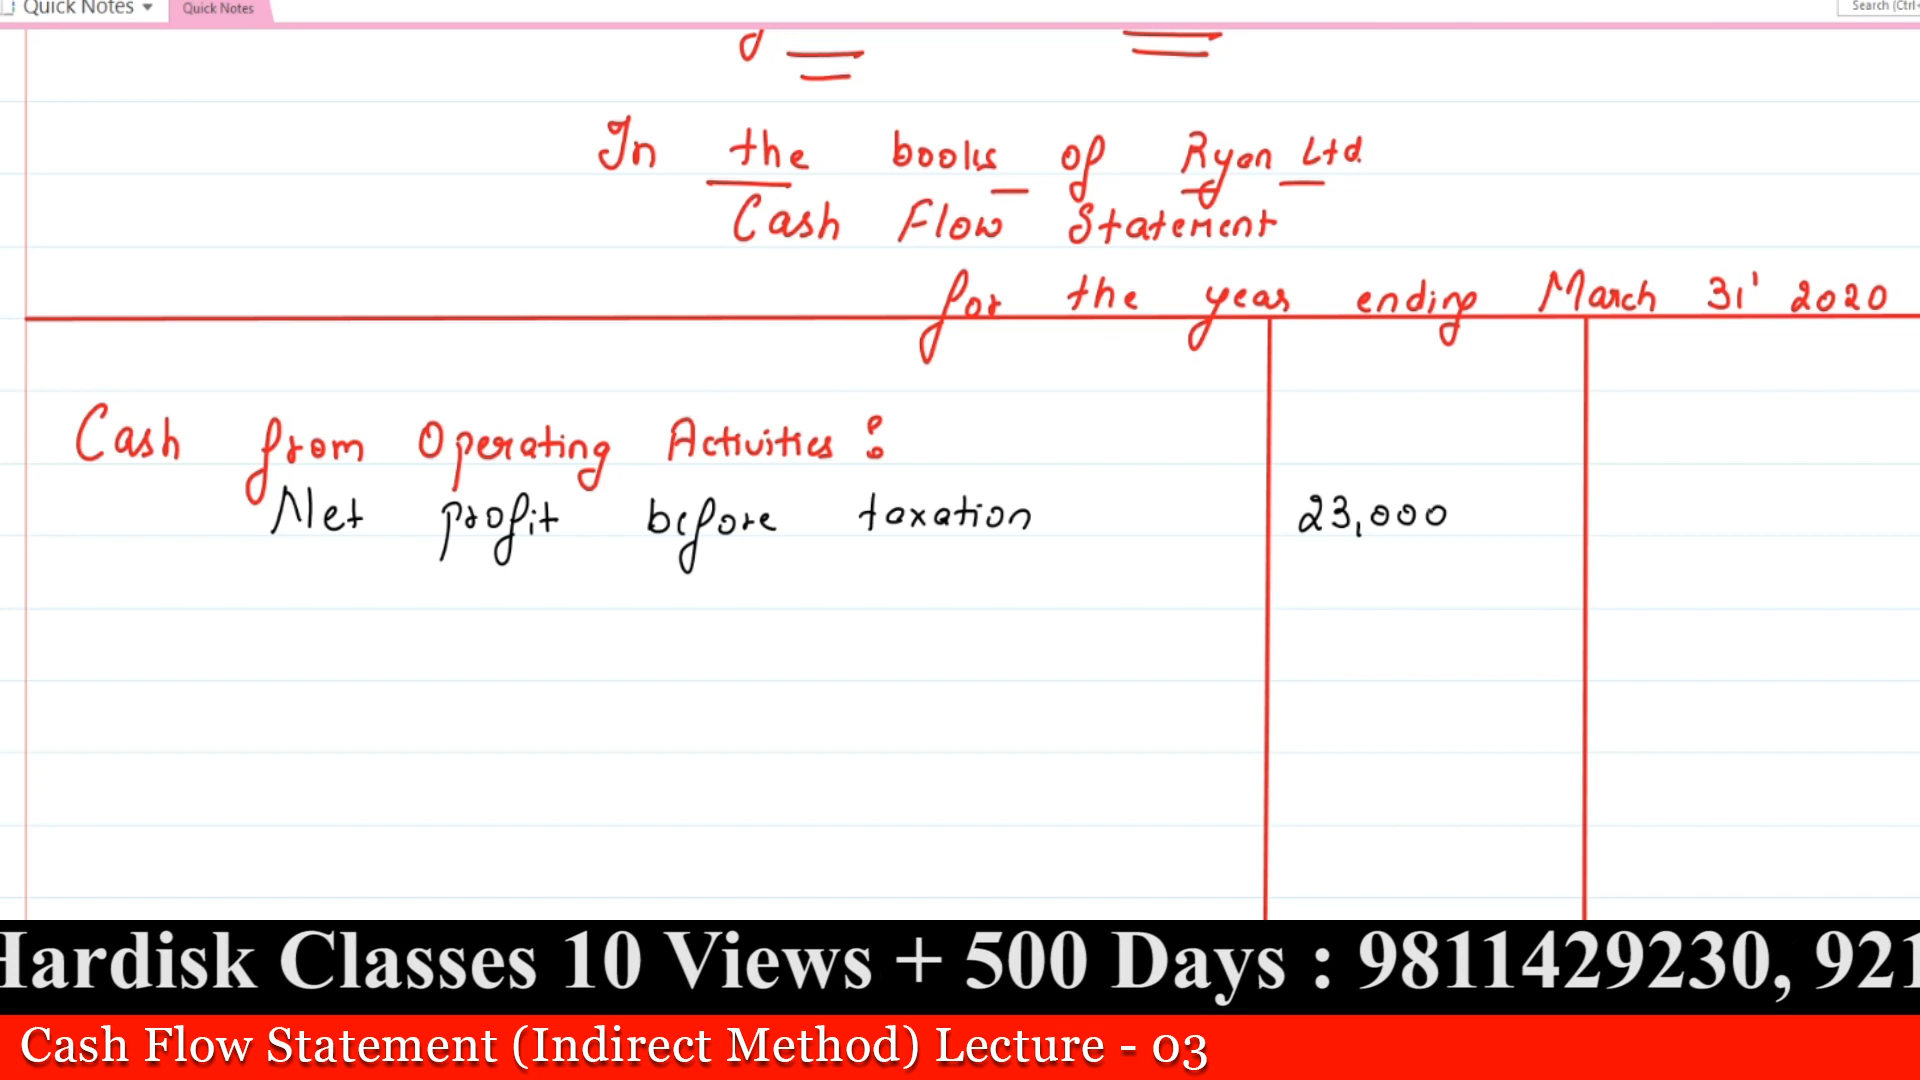 Quick Notes Quick Notes Search (Ctrl+
In the books of Ryan Ltd.
Cash Flow Statement
for the year ending March 31' 2020
Cash from Operating Activities :
Net profit before taxation 23,000
Hardisk Classes 10 Views + 500 Days : 9811429230, 921
Cash Flow Statement (Indirect Method) Lecture - 03